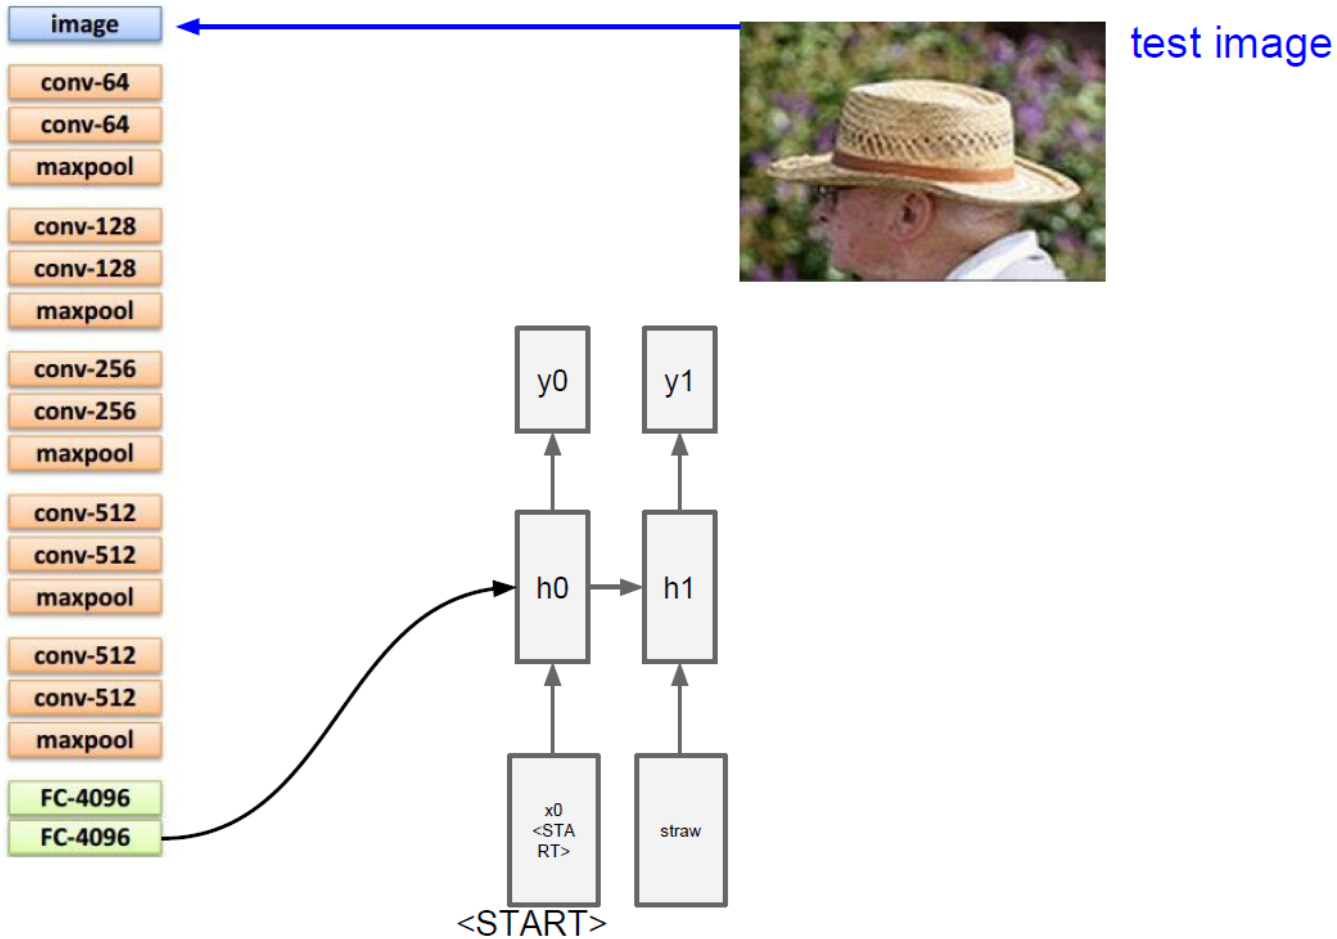 image
test image
conv-64
conv-64
maxpool
conv-128
conv-128
maxpool
conv-256
conv-256
maxpool
conv-512
conv-512
maxpool
conv-512
conv-512
maxpool
FC-4096
FC-4096
y0
y1
h0
h1
x0
<STA
RT>
straw
<START>